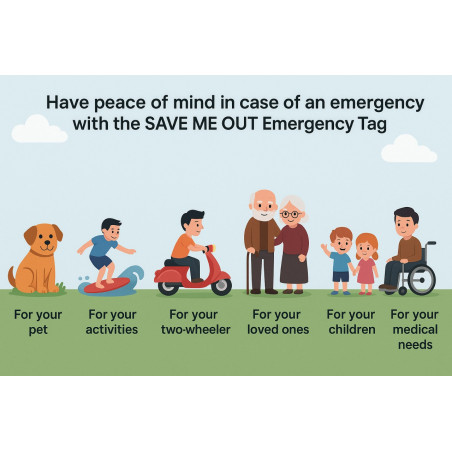 Have peace of mind in case of an emergency
with the SAVE ME OUT Emergency Tag
For your
pet
For your
activities
For your
two-wheeler
For your
loved ones
For your
children
For your
medical
needs